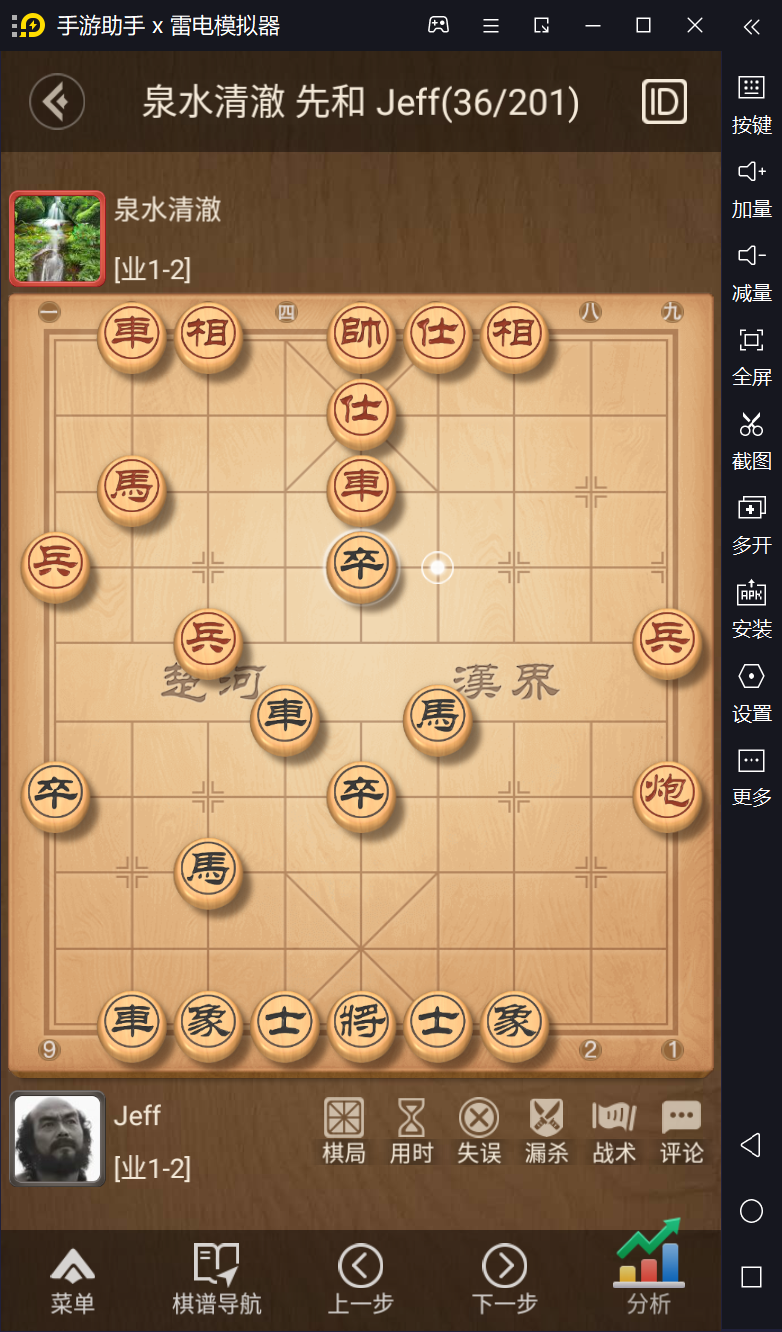 手游助手 x 雷电模拟器
泉水清澈 先和 Jeff(36/201)
ID
泉水清澈
[业1-2]
一 四 八 九
車 相 帥 仕 相
仕
馬 車
兵 卒
兵 兵
楚河 漢界
車 馬
卒 卒 炮
馬
車 象 士 將 士 象
9 2 1
Jeff
[业1-2]
棋局 用时 失误 漏杀 战术 评论
菜单 棋谱导航 上一步 下一步 分析
按键
加量
减量
全屏
截图
多开
APK
安装
设置
更多